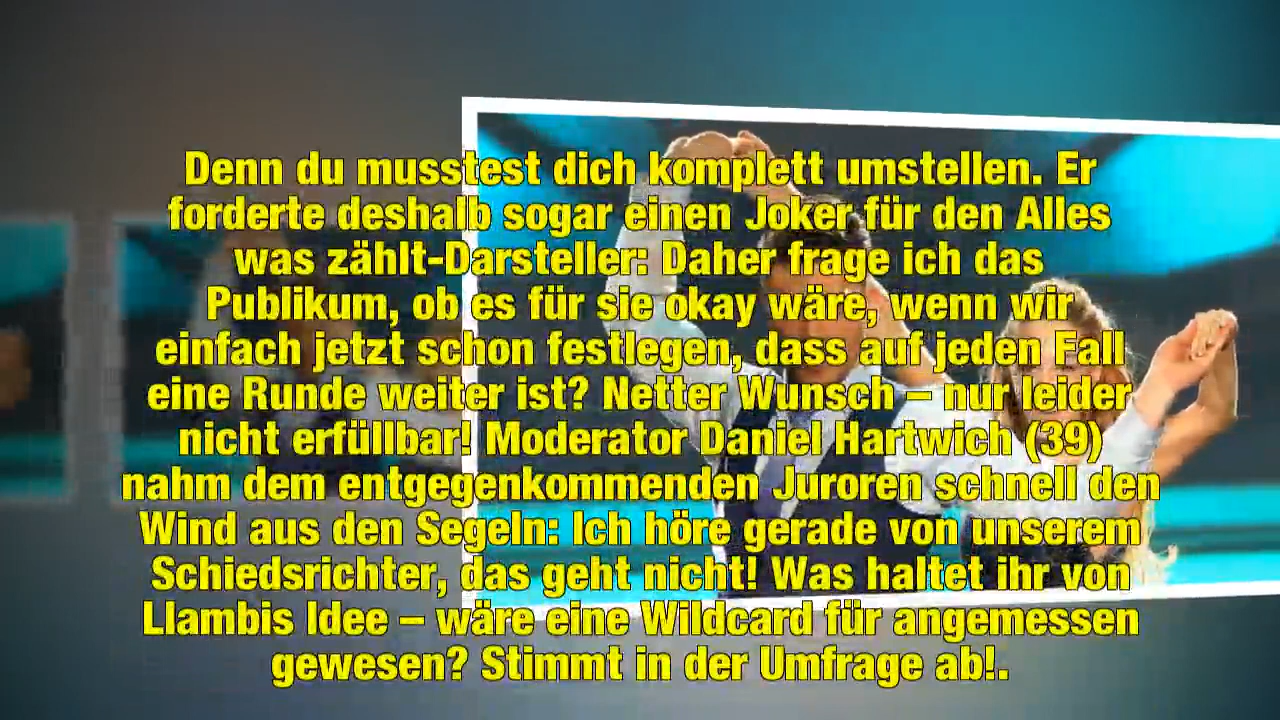 Denn du musstest dich komplett umstellen. Er
forderte deshalb sogar einen Joker für den Alles
was zählt-Darsteller: Daher frage ich das
Publikum, ob es für sie okay wäre, wenn wir
einfach jetzt schon festlegen, dass auf jeden Fall
eine Runde weiter ist? Netter Wunsch – nur leider
nicht erfüllbar! Moderator Daniel Hartwich (39)
nahm dem entgegenkommenden Juroren schnell den
Wind aus den Segeln: Ich höre gerade von unserem
Schiedsrichter, das geht nicht! Was haltet ihr von
Llambis Idee – wäre eine Wildcard für angemessen
gewesen? Stimmt in der Umfrage ab!.